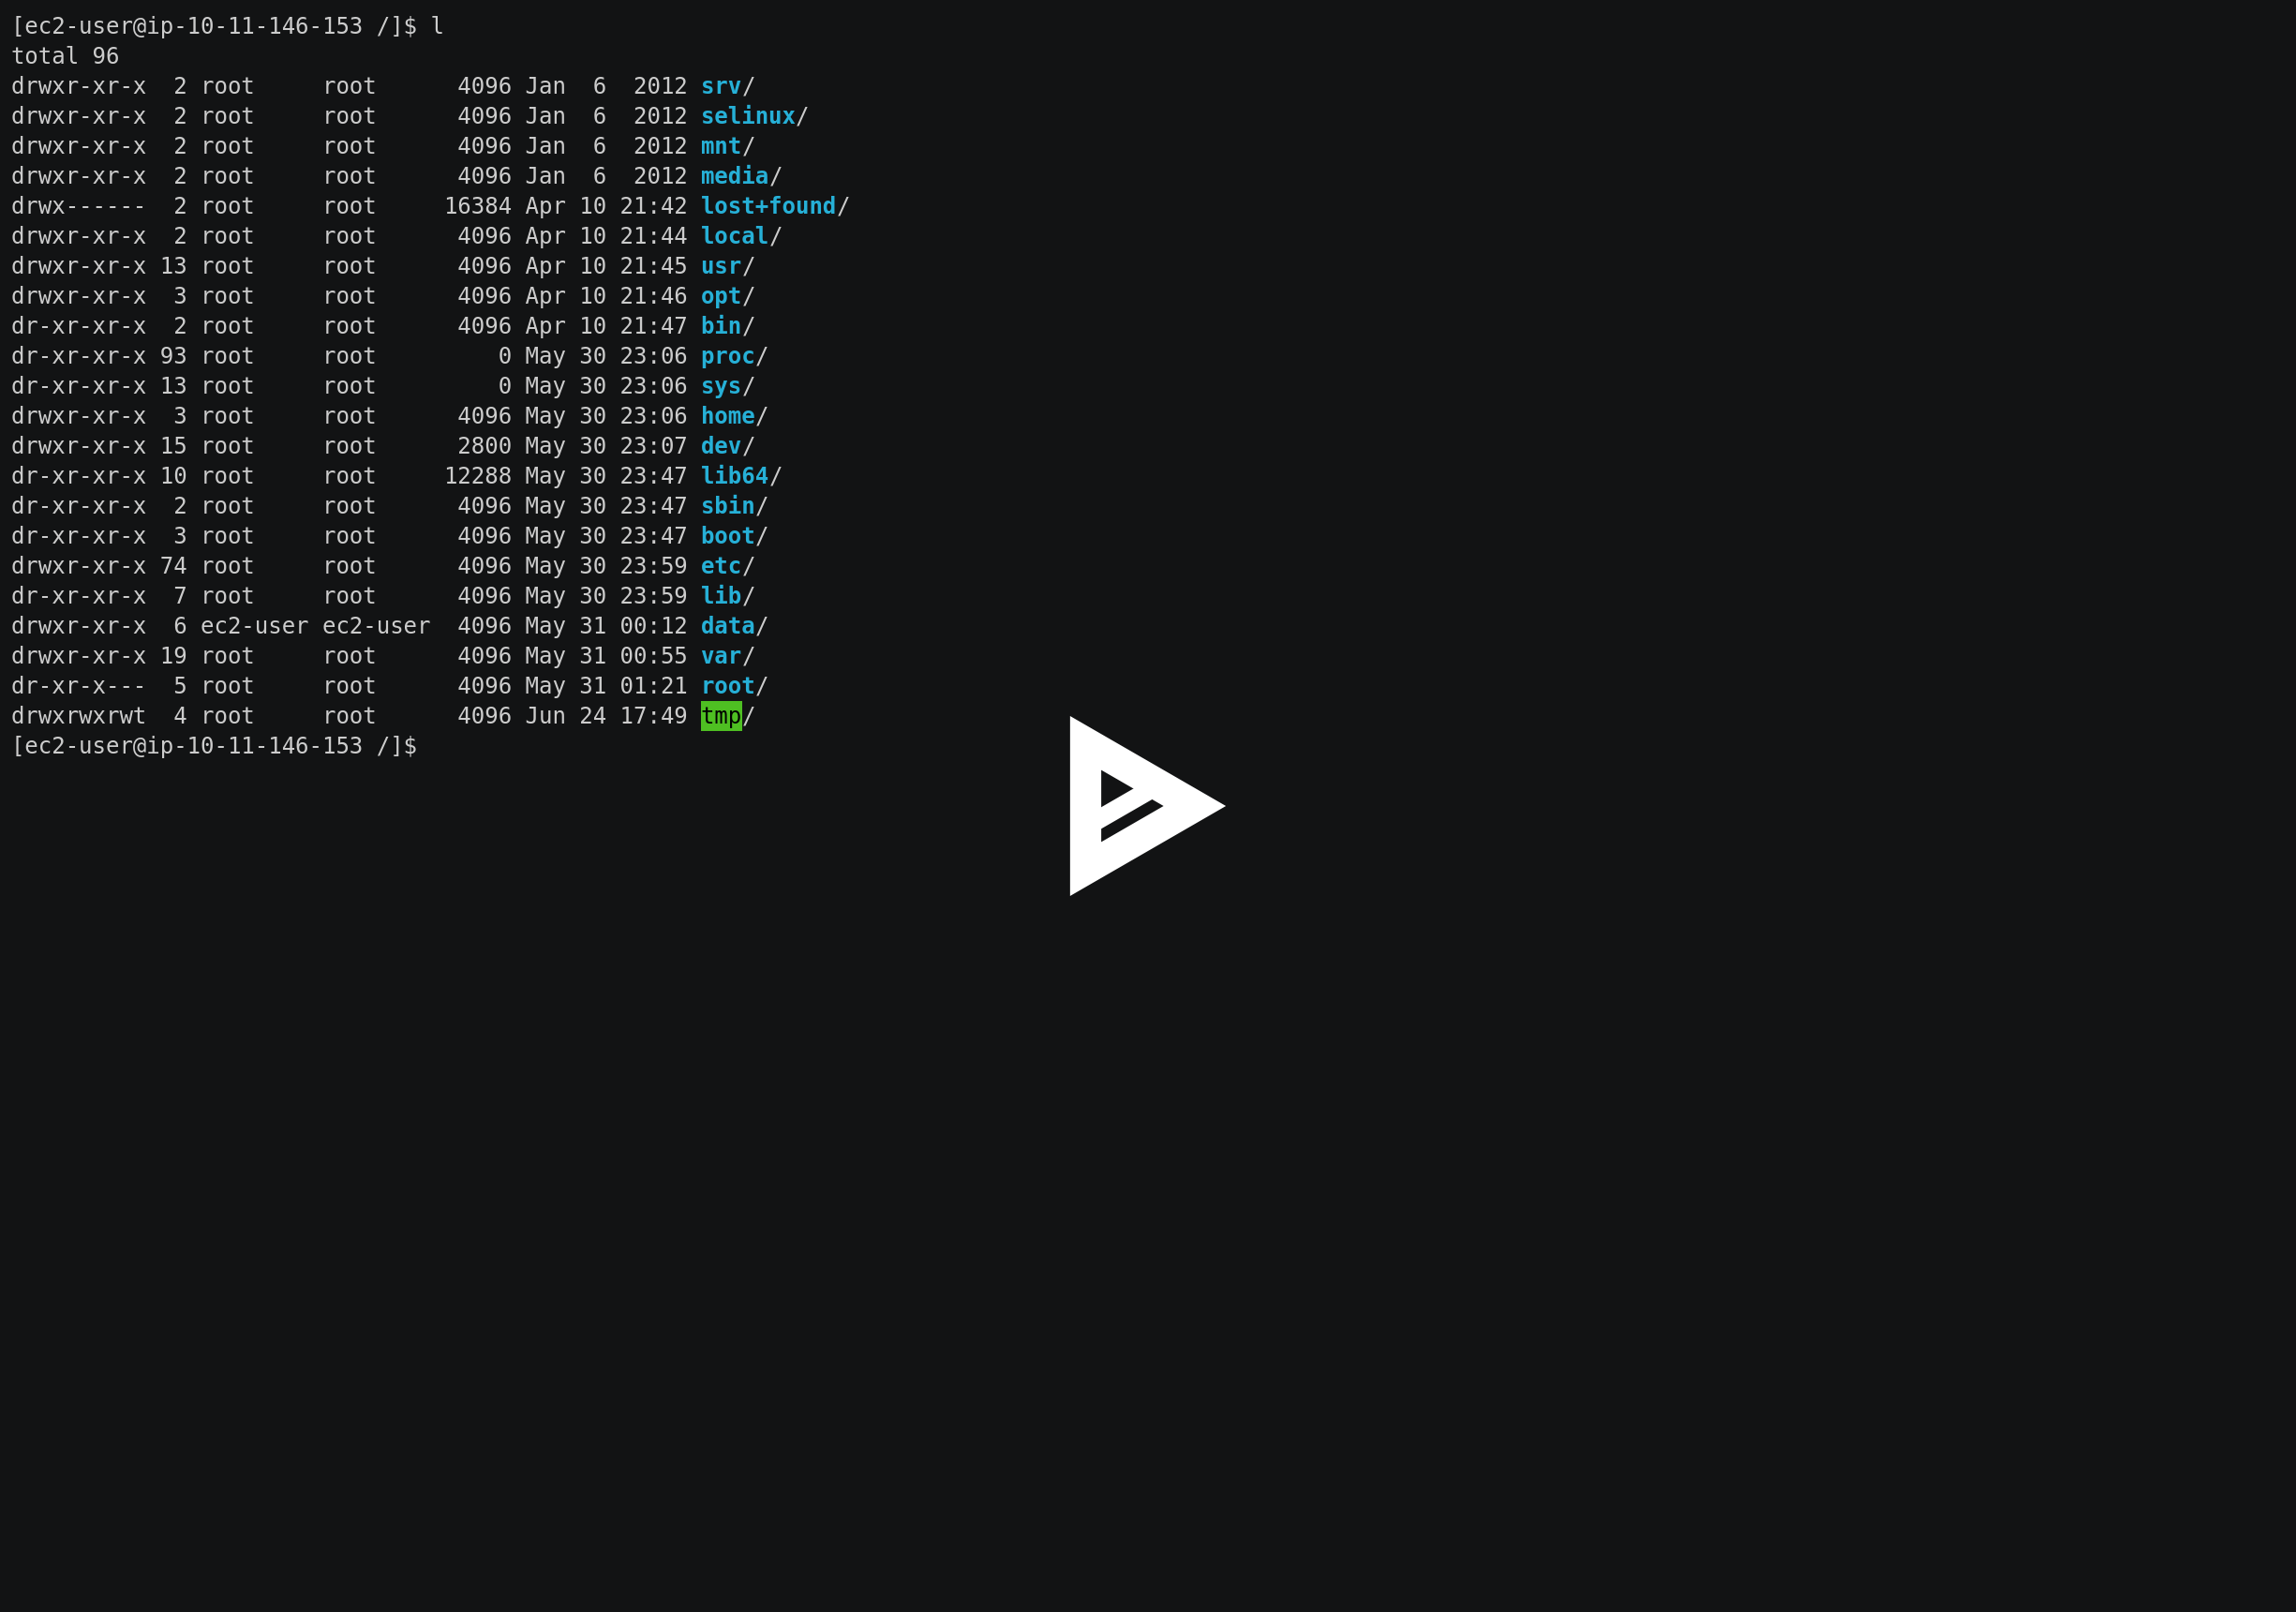 [ec2-user@ip-10-11-146-153 /]$ l
total 96
drwxr-xr-x  2 root     root      4096 Jan  6  2012 srv/
drwxr-xr-x  2 root     root      4096 Jan  6  2012 selinux/
drwxr-xr-x  2 root     root      4096 Jan  6  2012 mnt/
drwxr-xr-x  2 root     root      4096 Jan  6  2012 media/
drwx------  2 root     root     16384 Apr 10 21:42 lost+found/
drwxr-xr-x  2 root     root      4096 Apr 10 21:44 local/
drwxr-xr-x 13 root     root      4096 Apr 10 21:45 usr/
drwxr-xr-x  3 root     root      4096 Apr 10 21:46 opt/
dr-xr-xr-x  2 root     root      4096 Apr 10 21:47 bin/
dr-xr-xr-x 93 root     root         0 May 30 23:06 proc/
dr-xr-xr-x 13 root     root         0 May 30 23:06 sys/
drwxr-xr-x  3 root     root      4096 May 30 23:06 home/
drwxr-xr-x 15 root     root      2800 May 30 23:07 dev/
dr-xr-xr-x 10 root     root     12288 May 30 23:47 lib64/
dr-xr-xr-x  2 root     root      4096 May 30 23:47 sbin/
dr-xr-xr-x  3 root     root      4096 May 30 23:47 boot/
drwxr-xr-x 74 root     root      4096 May 30 23:59 etc/
dr-xr-xr-x  7 root     root      4096 May 30 23:59 lib/
drwxr-xr-x  6 ec2-user ec2-user  4096 May 31 00:12 data/
drwxr-xr-x 19 root     root      4096 May 31 00:55 var/
dr-xr-x---  5 root     root      4096 May 31 01:21 root/
drwxrwxrwt  4 root     root      4096 Jun 24 17:49 tmp/
[ec2-user@ip-10-11-146-153 /]$